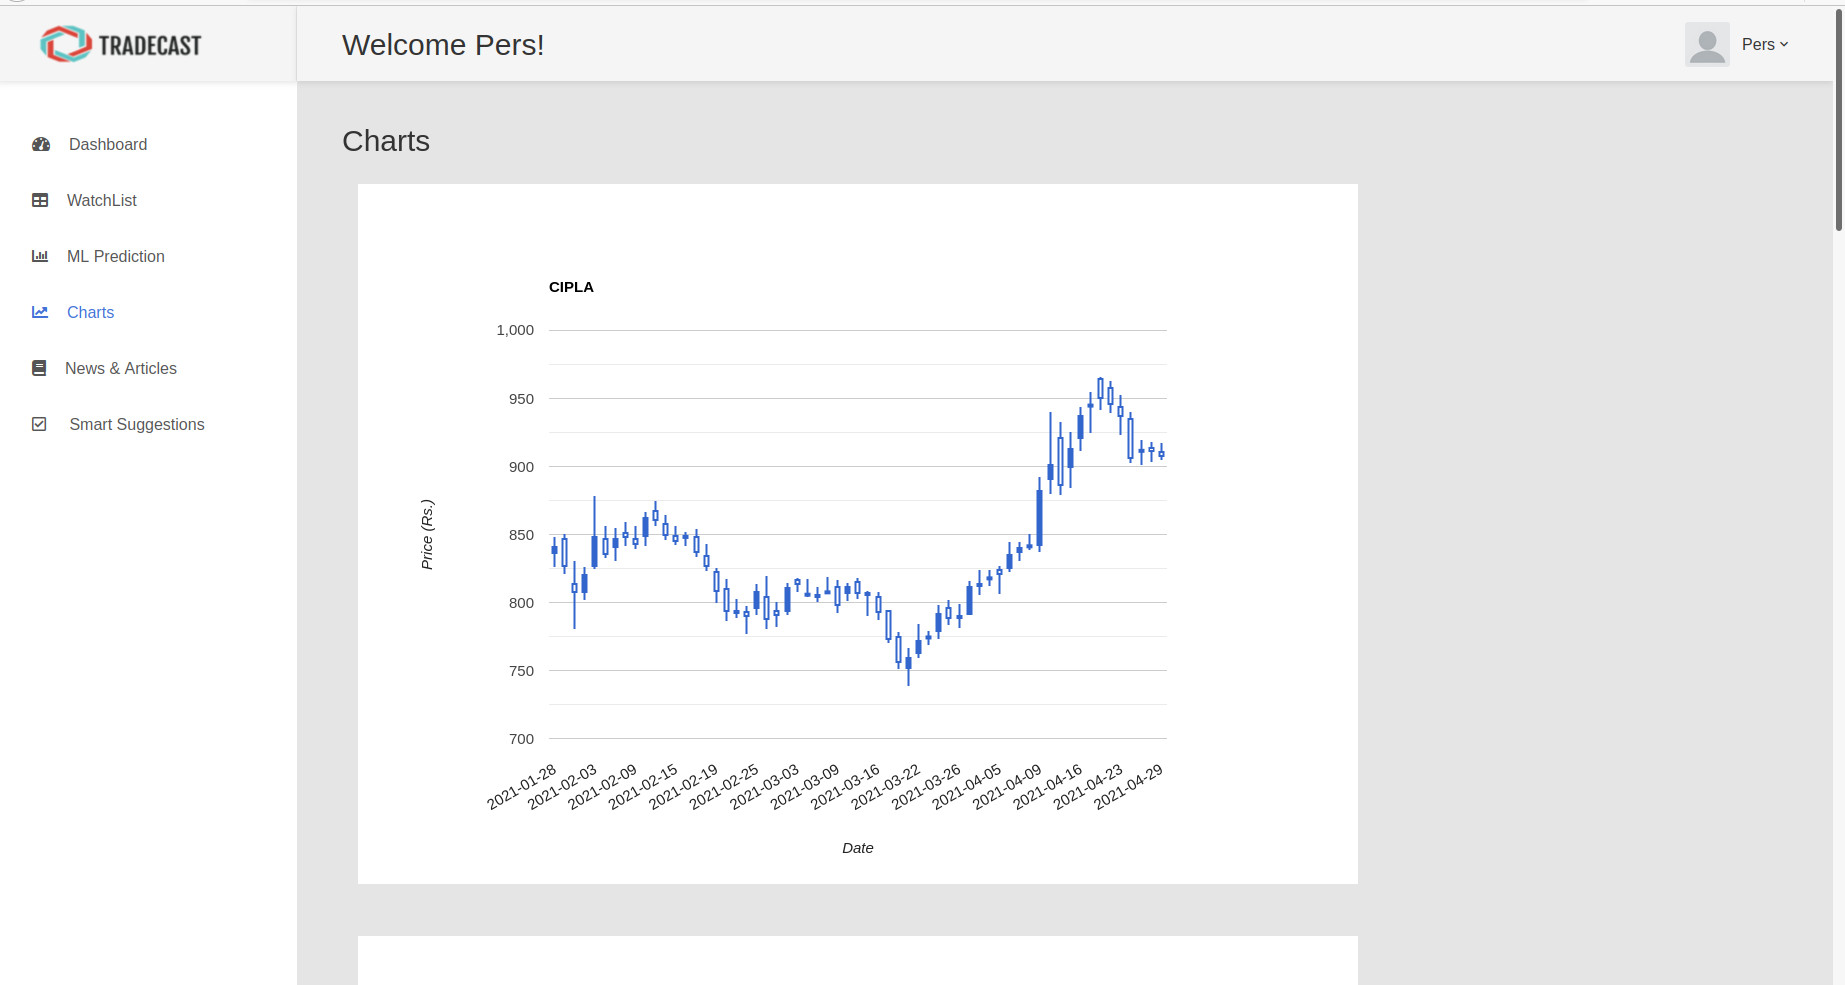 TRADECAST
Welcome Pers!
Pers
Dashboard
WatchList
ML Prediction
Charts
News & Articles
Smart Suggestions
Charts
CIPLA
1,000
950
900
850
800
750
700
Price (Rs.)
2021-01-28
2021-02-03
2021-02-09
2021-02-15
2021-02-19
2021-02-25
2021-03-03
2021-03-09
2021-03-16
2021-03-22
2021-03-26
2021-04-05
2021-04-09
2021-04-16
2021-04-23
2021-04-29
Date